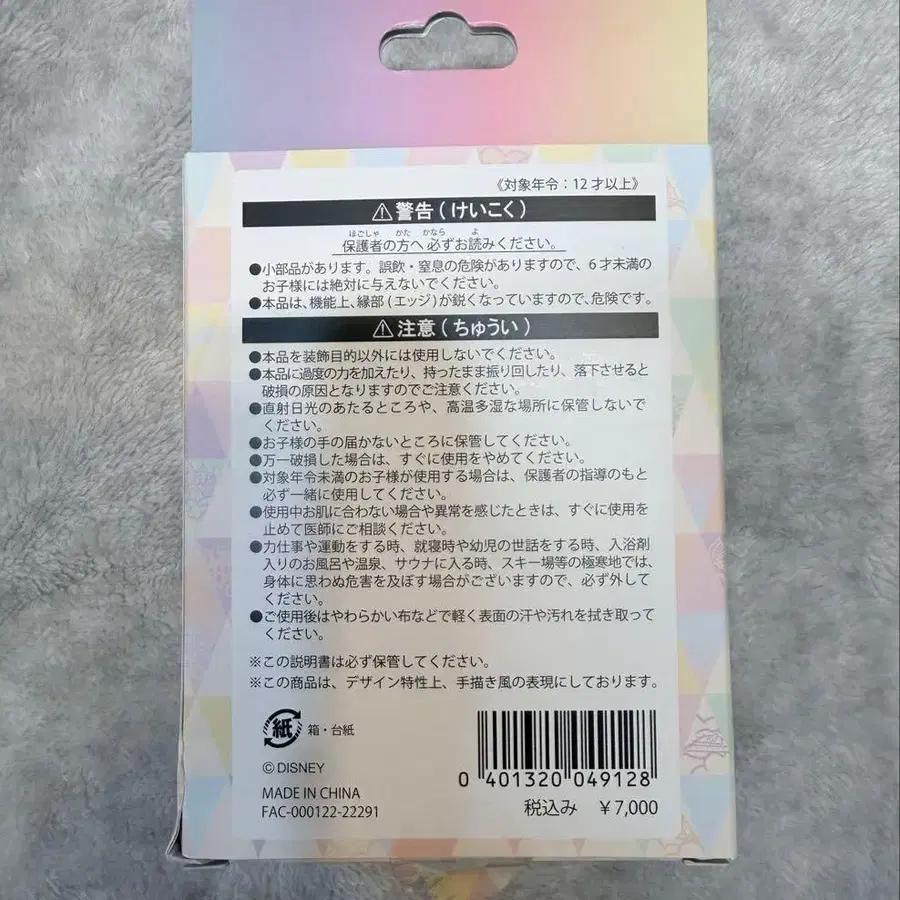 《対象年令：12才以上》
⚠警告(けいこく)
ほごしゃ かた かなら よ
保護者の方へ必ずお読みください。
●小部品があります。誤飲・窒息の危険がありますので、6才未満の
お子様には絶対に与えないでください。
●本品は、機能上、縁部(エッジ)が鋭くなっていますので、危険です。
⚠注意(ちゅうい)
●本品を装飾目的以外には使用しないでください。
●本品に過度の力を加えたり、持ったまま振り回したり、落下させると
破損の原因となりますのでご注意ください。
●直射日光のあたるところや、高温多湿な場所に保管しないで
ください。
●お子様の手の届かないところに保管してください。
●万一破損した場合は、すぐに使用をやめてください。
●対象年令未満のお子様が使用する場合は、保護者の指導のもと
必ず一緒に使用してください。
●使用中お肌に合わない場合や異常を感じたときは、すぐに使用を
止めて医師にご相談ください。
●力仕事や運動をする時、就寝時や幼児の世話をする時、入浴剤
入りのお風呂や温泉、サウナに入る時、スキー場等の極寒地では、
身体に思わぬ危害を及ぼす場合がございますので、必ず外して
ください。
●ご使用後はやわらかい布などで軽く表面の汗や汚れを拭き取って
ください。
※この説明書は必ず保管してください。
※この商品は、デザイン特性上、手描き風の表現にしております。
紙 箱・台紙
© DISNEY
MADE IN CHINA
FAC-000122-22291
0 401320 049128
税込み ￥7,000